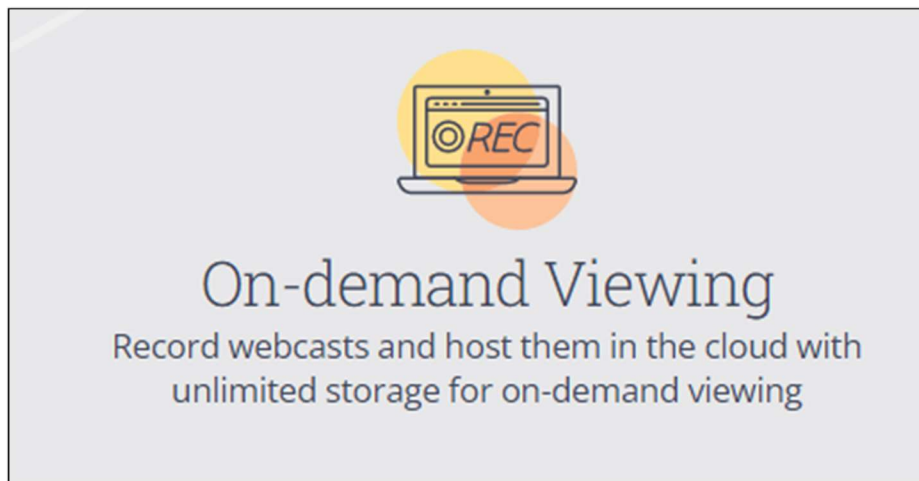 REC
On-demand Viewing
Record webcasts and host them in the cloud with
unlimited storage for on-demand viewing